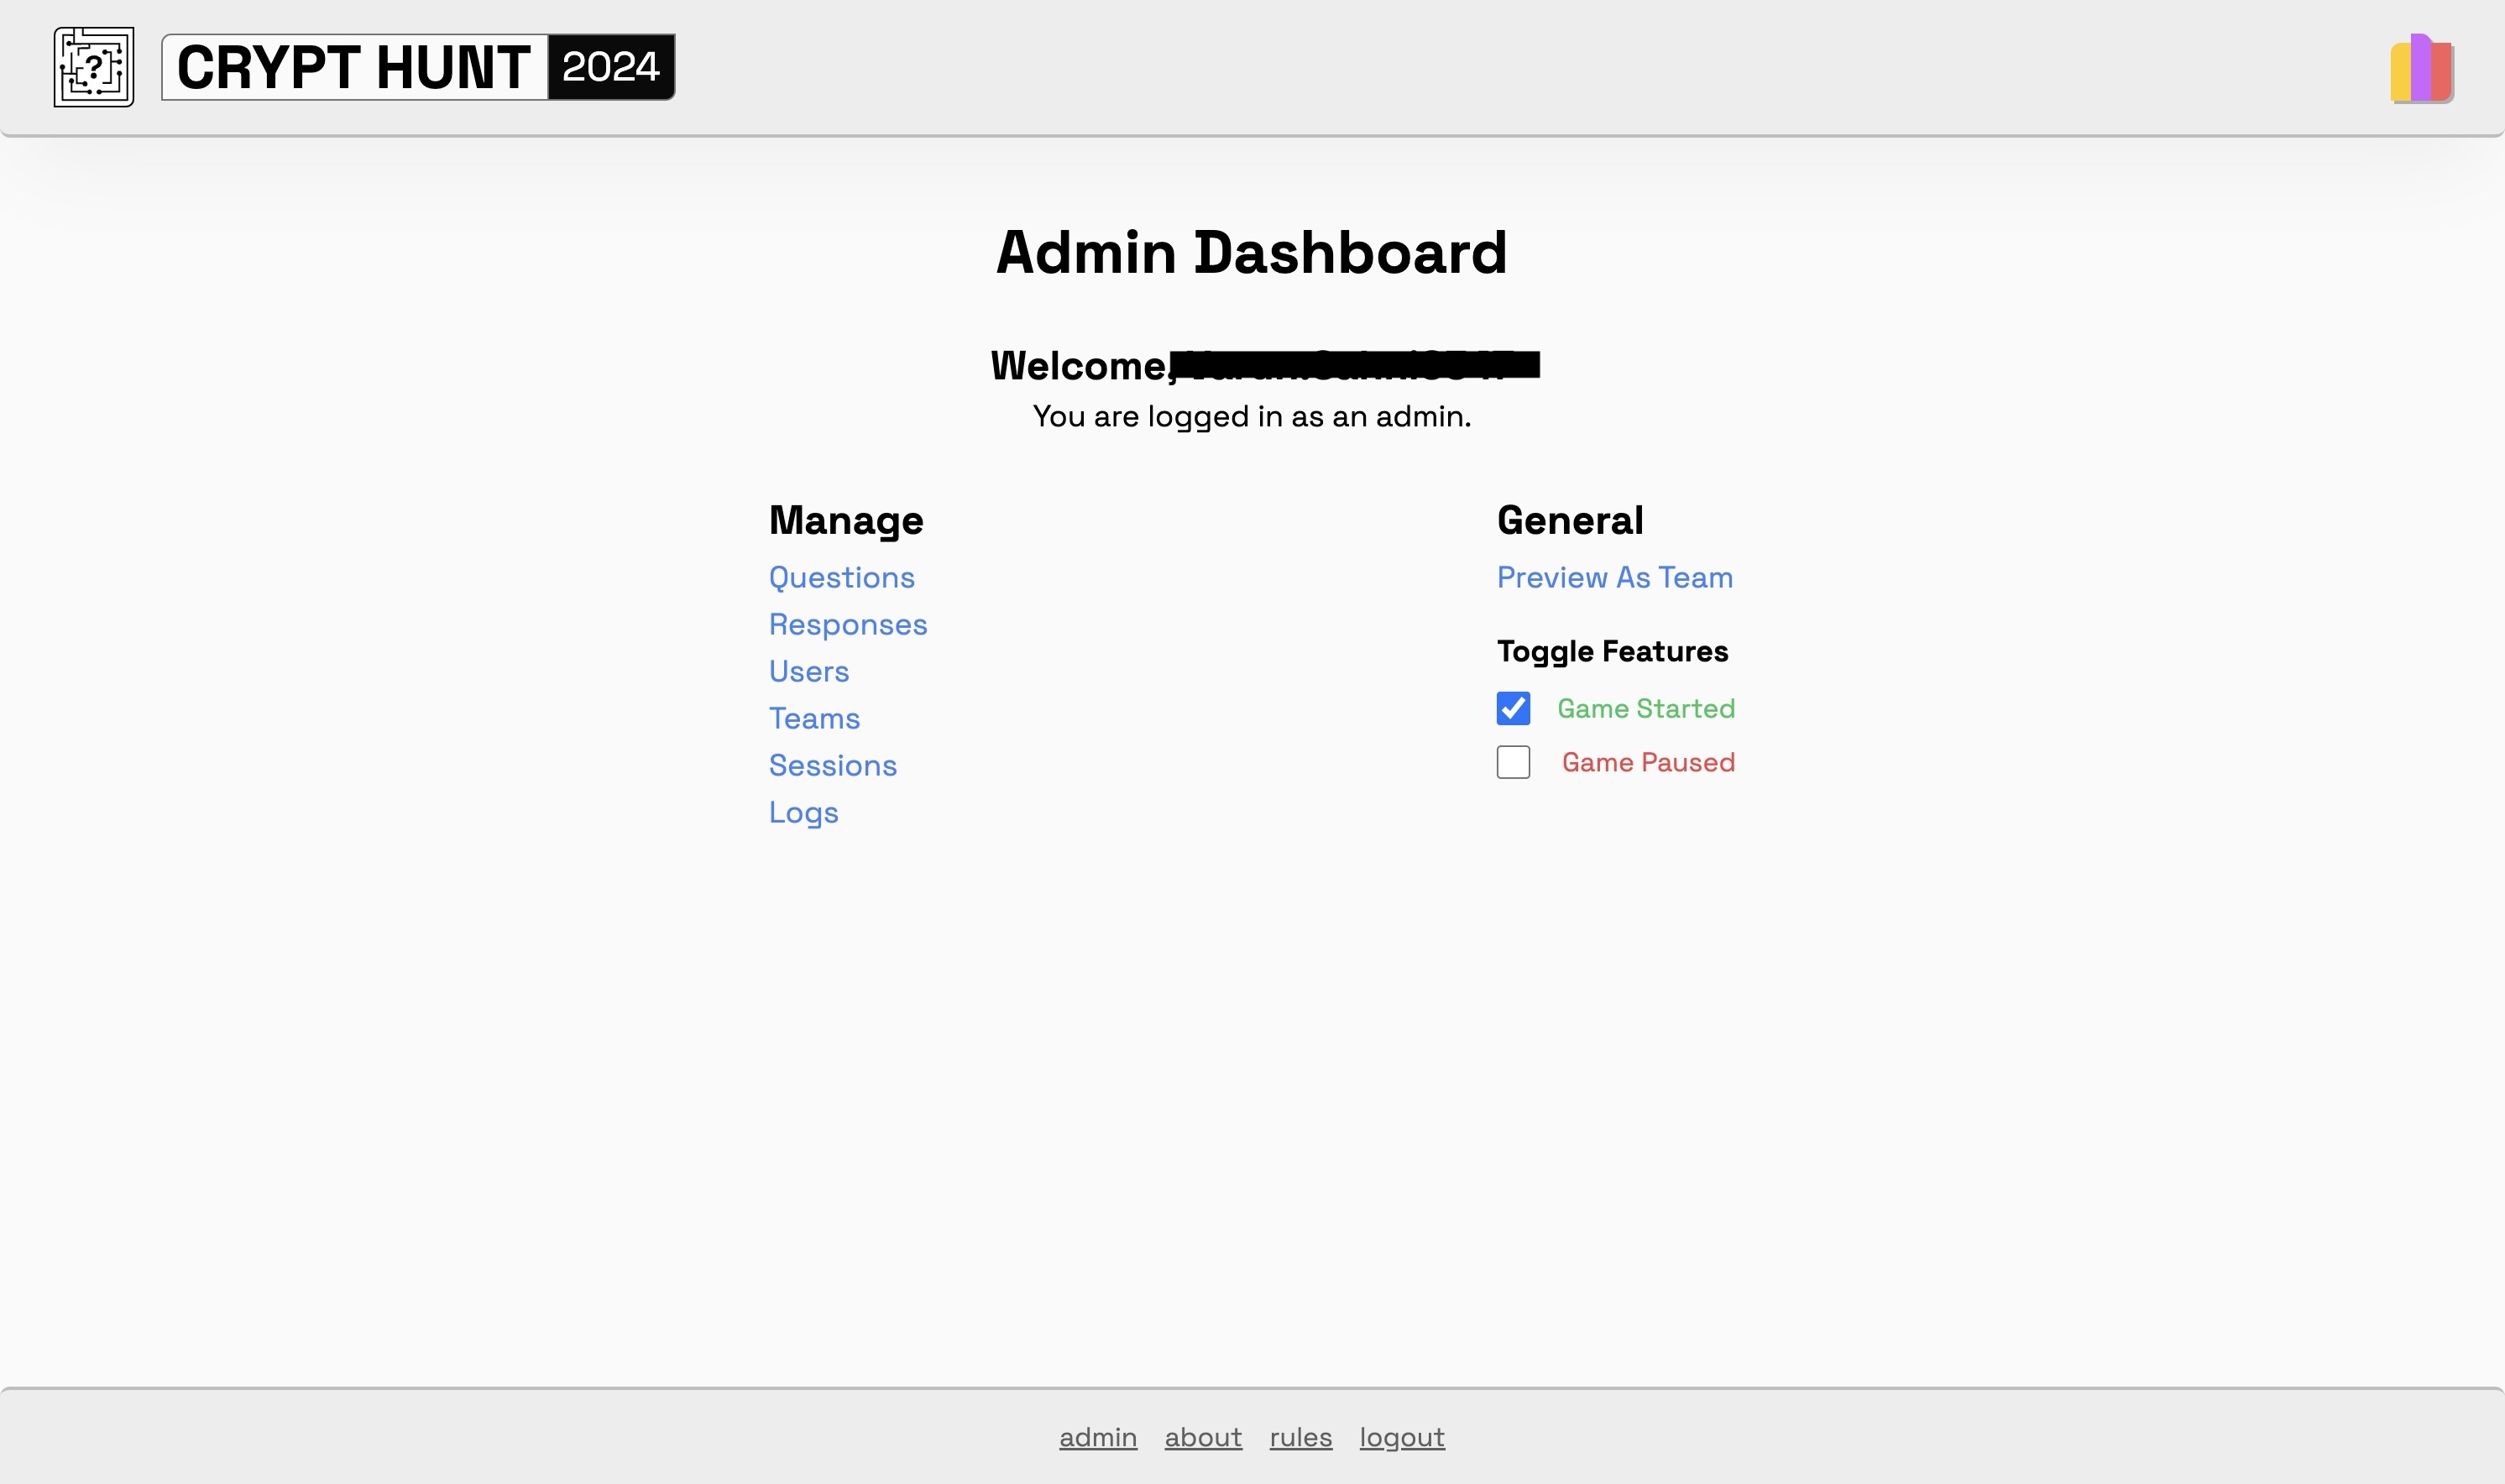 ?
CRYPT HUNT 2024
Admin Dashboard
Welcome,
You are logged in as an admin.
Manage
Questions
Responses
Users
Teams
Sessions
Logs
General
Preview As Team
Toggle Features
Game Started
Game Paused
admin about rules logout